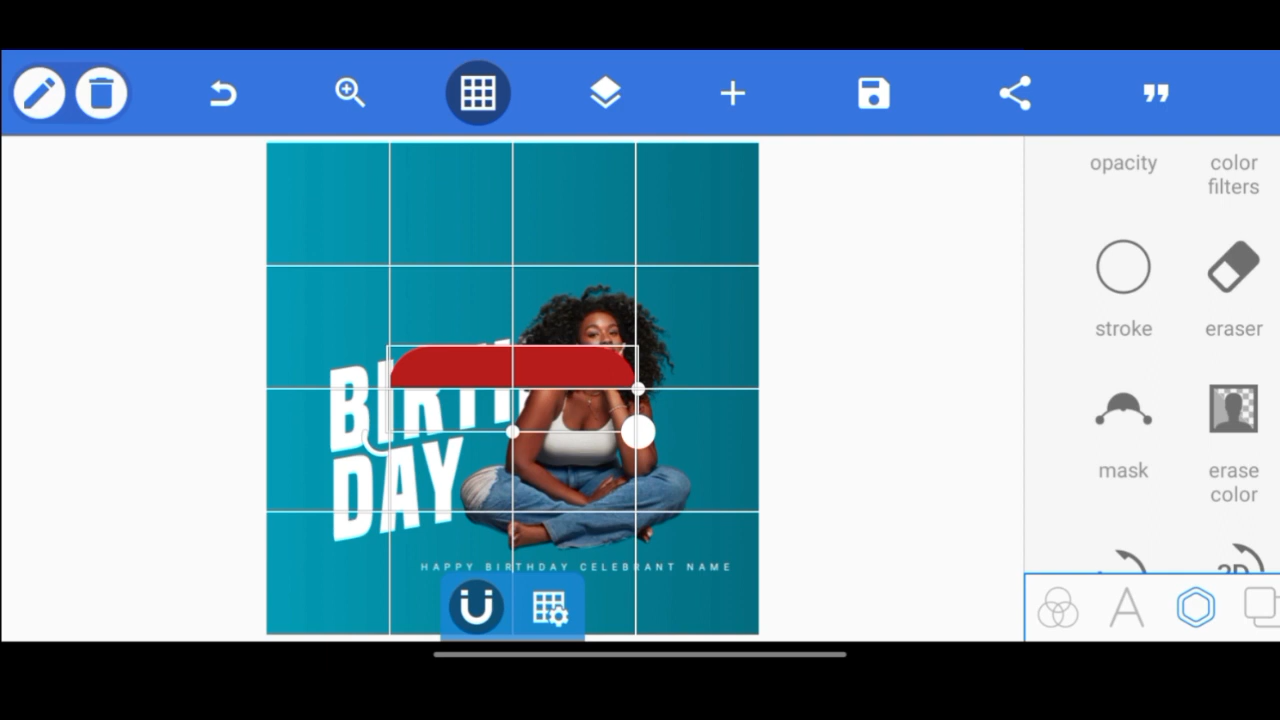 opacity
color
filters
stroke
eraser
mask
erase
color
BIRTH
DAY
HAPPY BIRTHDAY CELEBRANT NAME